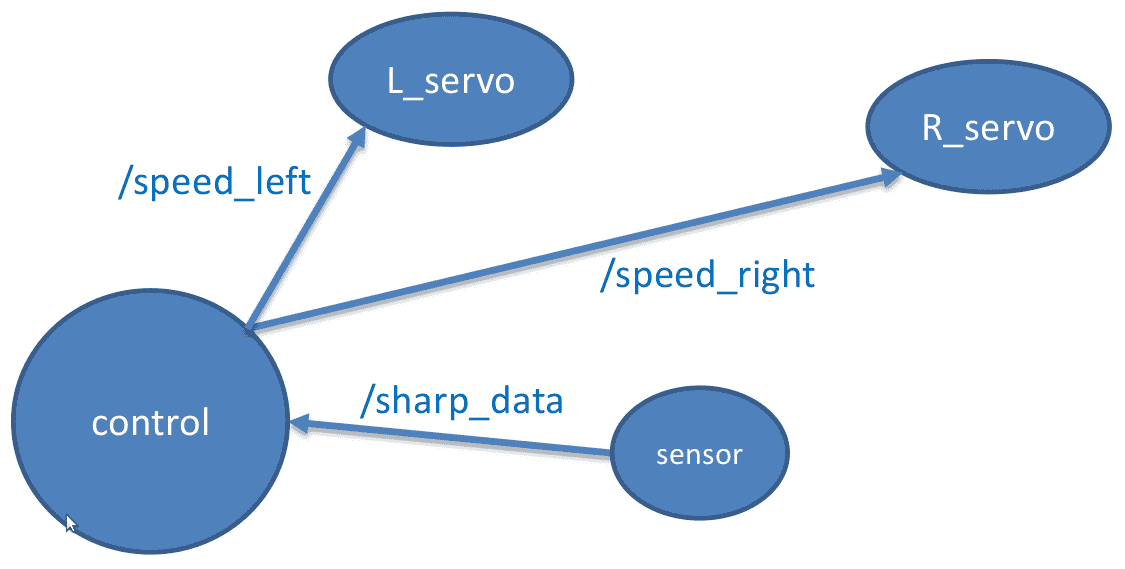 L_servo
R_servo
/speed_left
/speed_right
/sharp_data
control
sensor